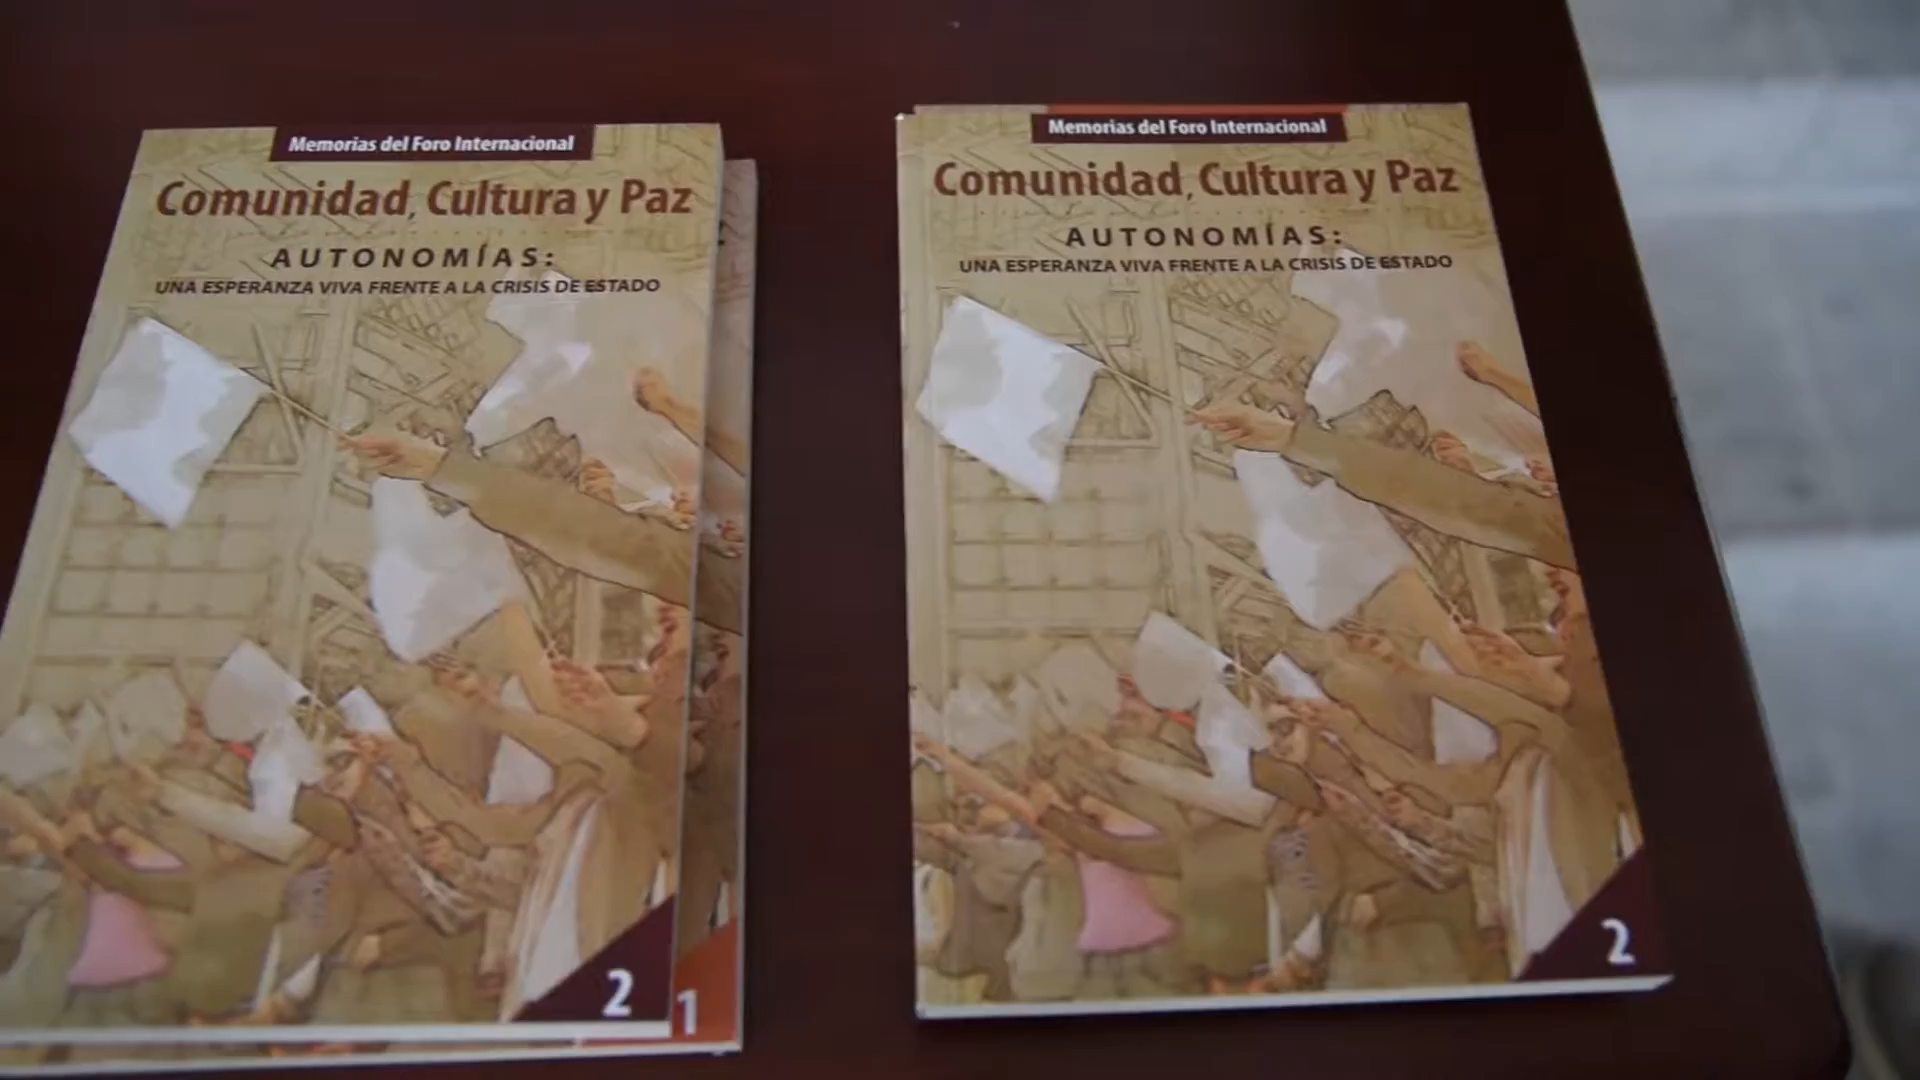 Memorias del Foro Internacional
Comunidad, Cultura y Paz
AUTONOMÍAS:
UNA ESPERANZA VIVA FRENTE A LA CRISIS DE ESTADO
2
1
Memorias del Foro Internacional
Comunidad, Cultura y Paz
AUTONOMÍAS:
UNA ESPERANZA VIVA FRENTE A LA CRISIS DE ESTADO
2